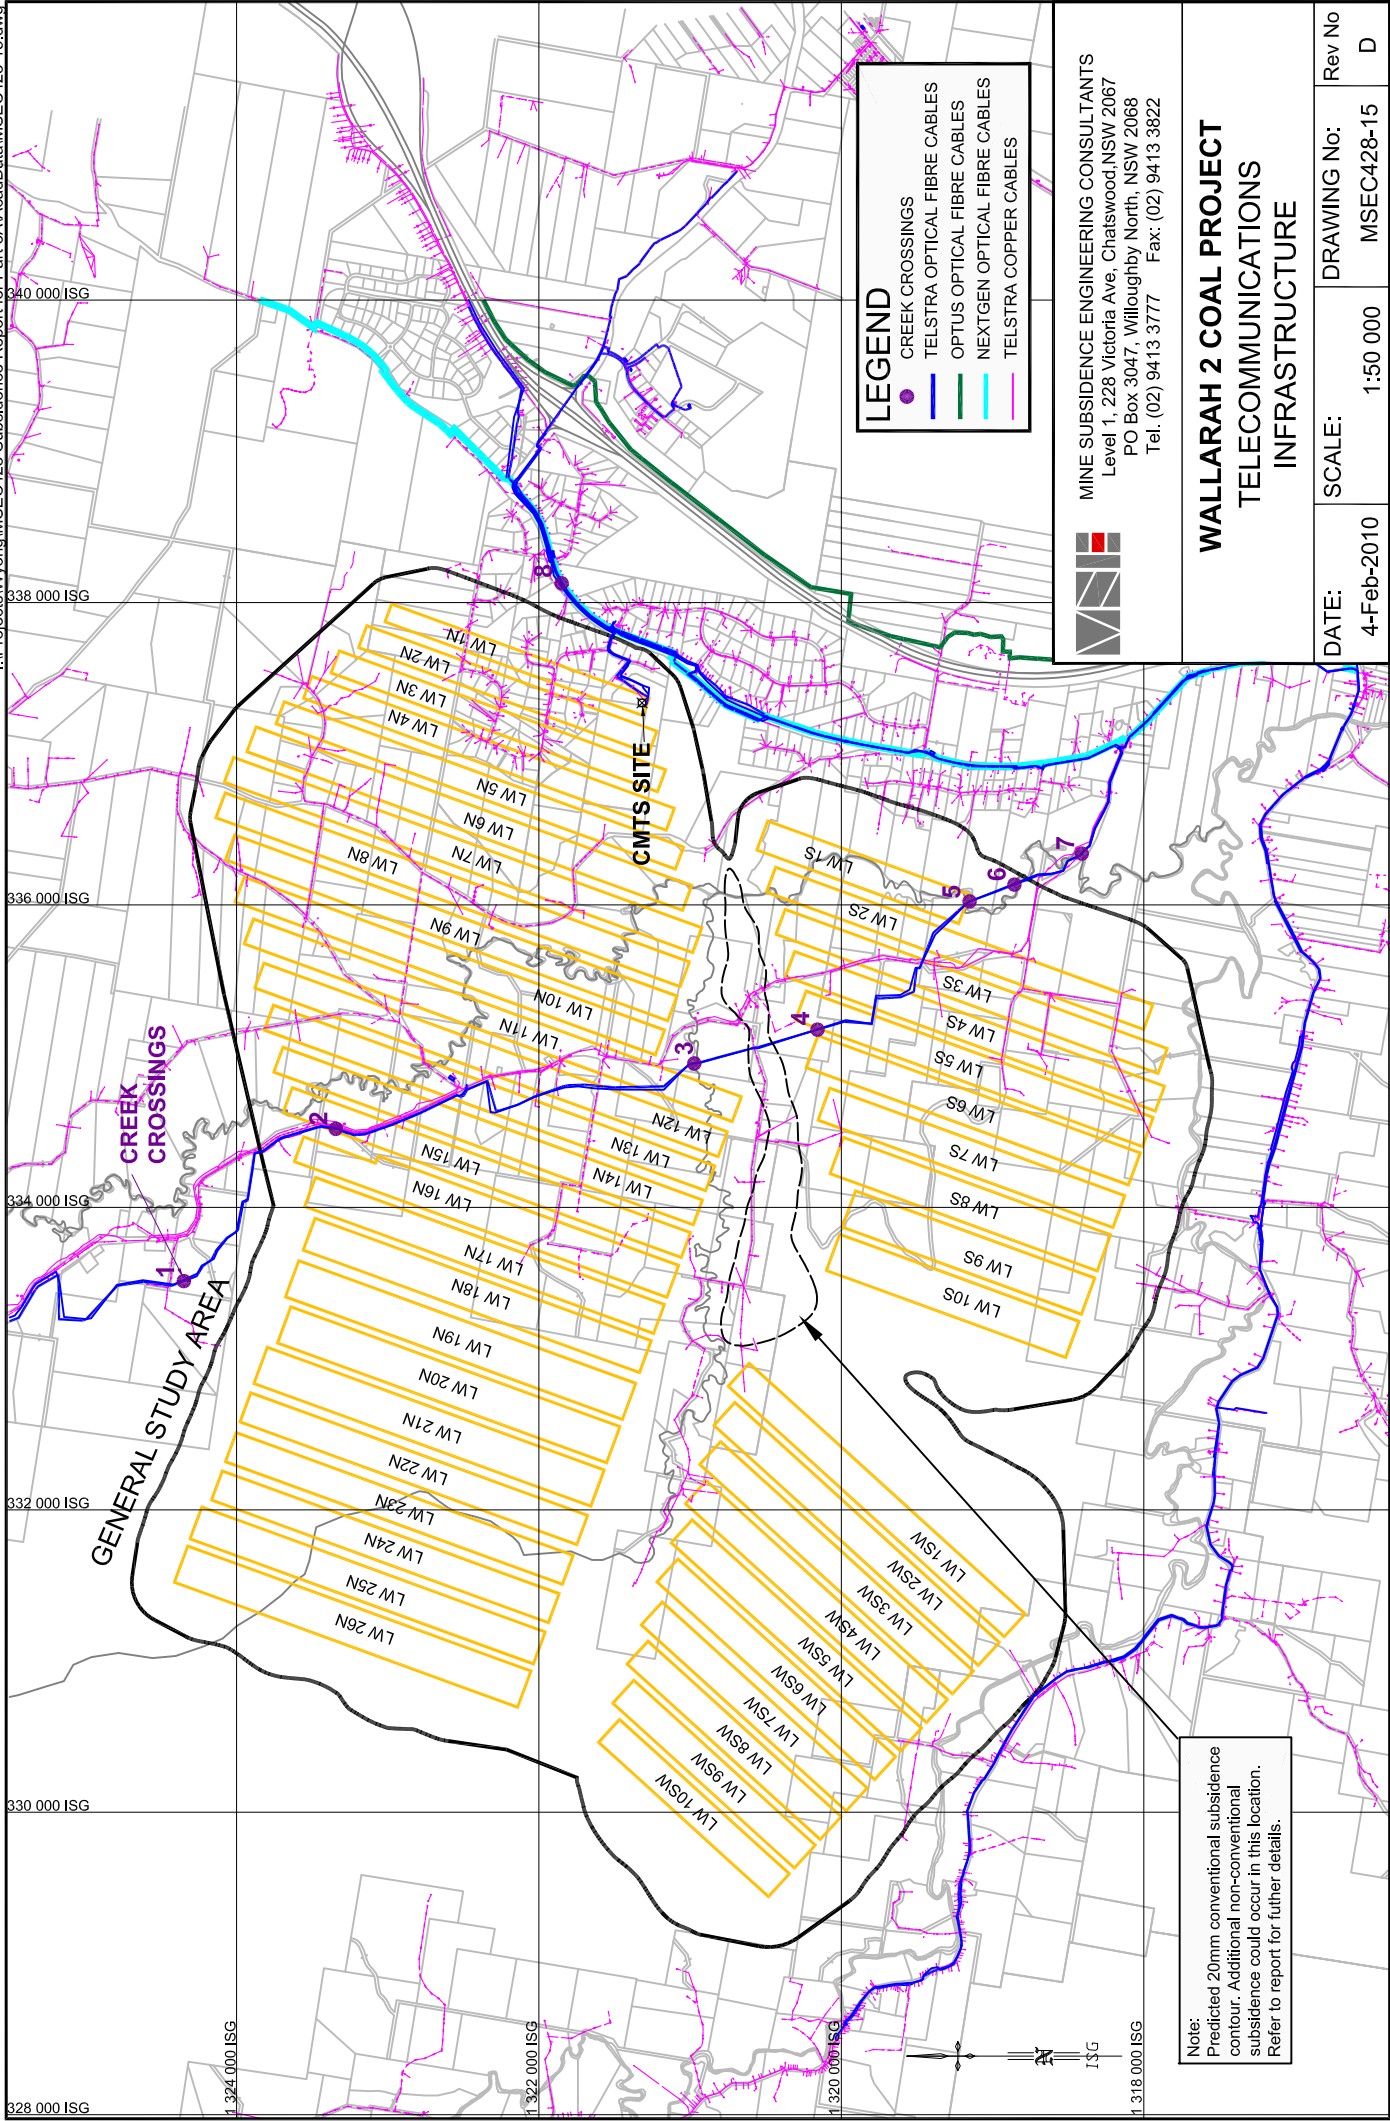 328 000 ISG
330 000 ISG
332 000 ISG
334 000 ISG
336 000 ISG
338 000 ISG
340 000 ISG
1 324 000 ISG
1 322 000 ISG
1 320 000 ISG
1 318 000 ISG
GENERAL STUDY AREA
CREEK
CROSSINGS
1
2
3
4
5
6
7
8
CMTS SITE
LW 1N
LW 2N
LW 3N
LW 4N
LW 5N
LW 6N
LW 7N
LW 8N
LW 9N
LW 10N
LW 11N
LW 12N
LW 13N
LW 14N
LW 15N
LW 16N
LW 17N
LW 18N
LW 19N
LW 20N
LW 21N
LW 22N
LW 23N
LW 24N
LW 25N
LW 26N
LW 1S
LW 2S
LW 3S
LW 4S
LW 5S
LW 6S
LW 7S
LW 8S
LW 9S
LW 10S
LW 1SW
LW 2SW
LW 3SW
LW 4SW
LW 5SW
LW 6SW
LW 7SW
LW 8SW
LW 9SW
LW 10SW
N
ISG
Note:
Predicted 20mm conventional subsidence
contour. Additional non-conventional
subsidence could occur in this location.
Refer to report for futher details.
LEGEND
CREEK CROSSINGS
TELSTRA OPTICAL FIBRE CABLES
OPTUS OPTICAL FIBRE CABLES
NEXTGEN OPTICAL FIBRE CABLES
TELSTRA COPPER CABLES
MINE SUBSIDENCE ENGINEERING CONSULTANTS
Level 1, 228 Victoria Ave, Chatswood,NSW 2067
PO Box 3047, Willoughby North, NSW 2068
Tel. (02) 9413 3777 Fax: (02) 9413 3822
WALLARAH 2 COAL PROJECT
TELECOMMUNICATIONS
INFRASTRUCTURE
DATE:
4-Feb-2010
SCALE:
1:50 000
DRAWING No:
MSEC428-15
Rev No
D